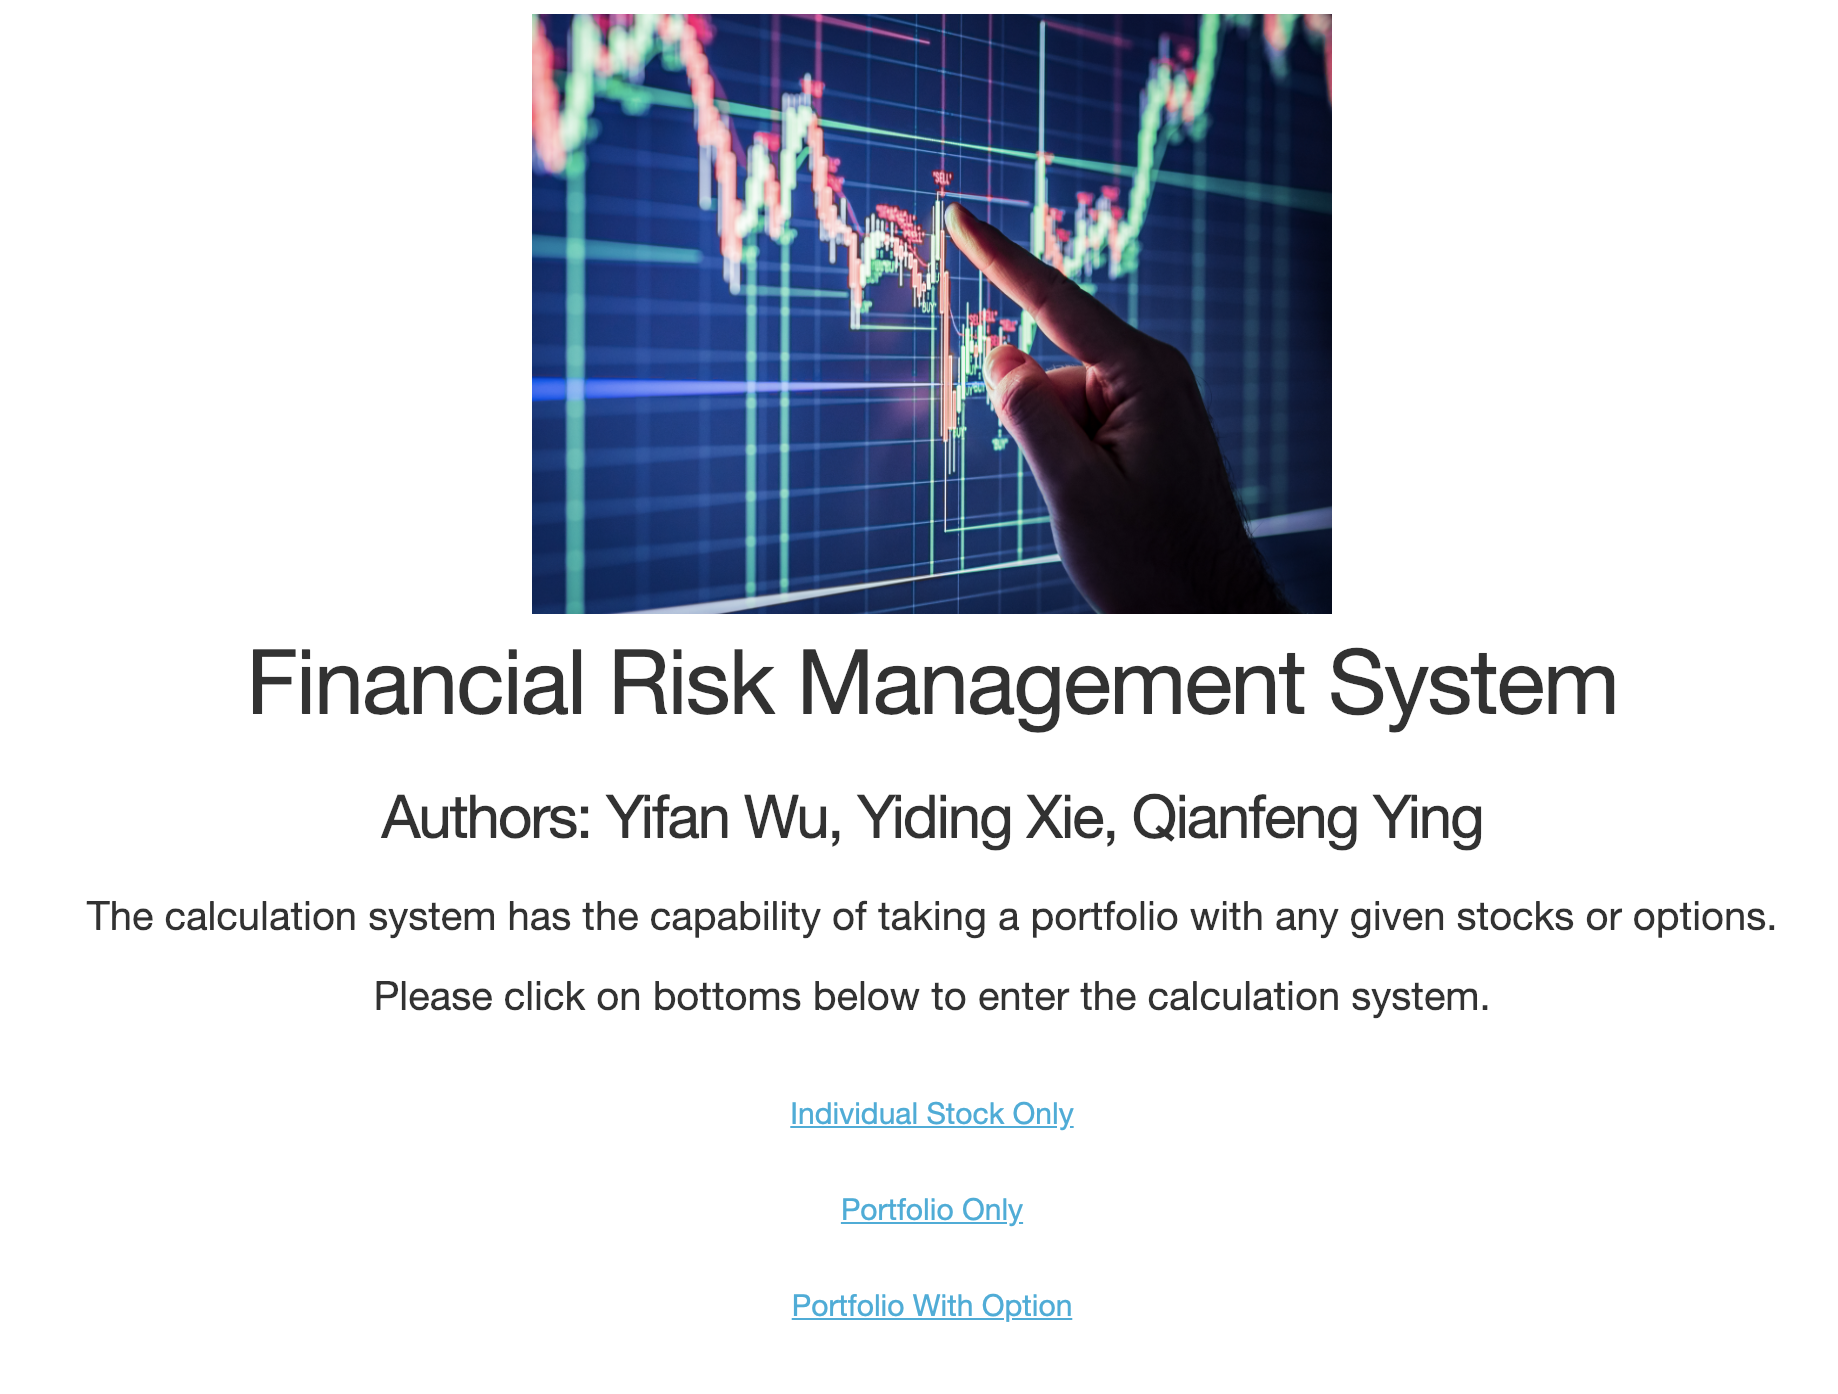 "SELL"
Financial Risk Management System
Authors: Yifan Wu, Yiding Xie, Qianfeng Ying
The calculation system has the capability of taking a portfolio with any given stocks or options.
Please click on bottoms below to enter the calculation system.
Individual Stock Only
Portfolio Only
Portfolio With Option